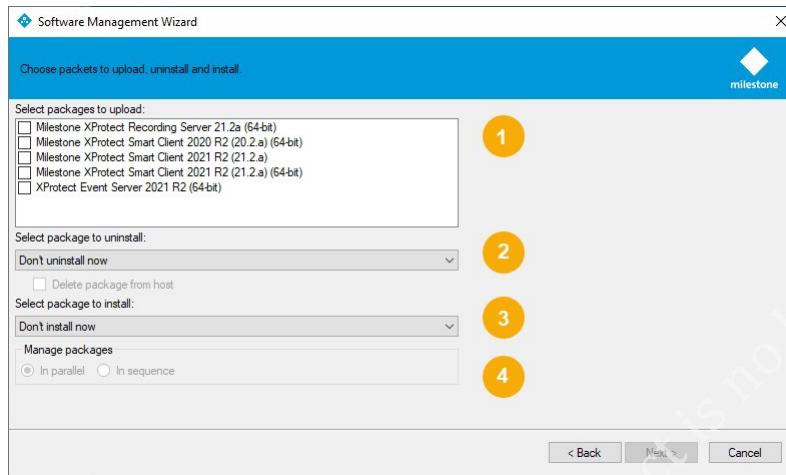 Software Management Wizard
Choose packets to upload, uninstall and install.
milestone
Select packages to upload:
Milestone XProtect Recording Server 21.2a (64-bit)
Milestone XProtect Smart Client 2020 R2 (20.2.a) (64-bit)
Milestone XProtect Smart Client 2021 R2 (21.2.a)
Milestone XProtect Smart Client 2021 R2 (21.2.a) (64-bit)
XProtect Event Server 2021 R2 (64-bit)
1
Select package to uninstall:
Don't uninstall now
2
Delete package from host
Select package to install:
Don't install now
3
Manage packages
In parallel In sequence
4
< Back Next > Cancel
ct is no